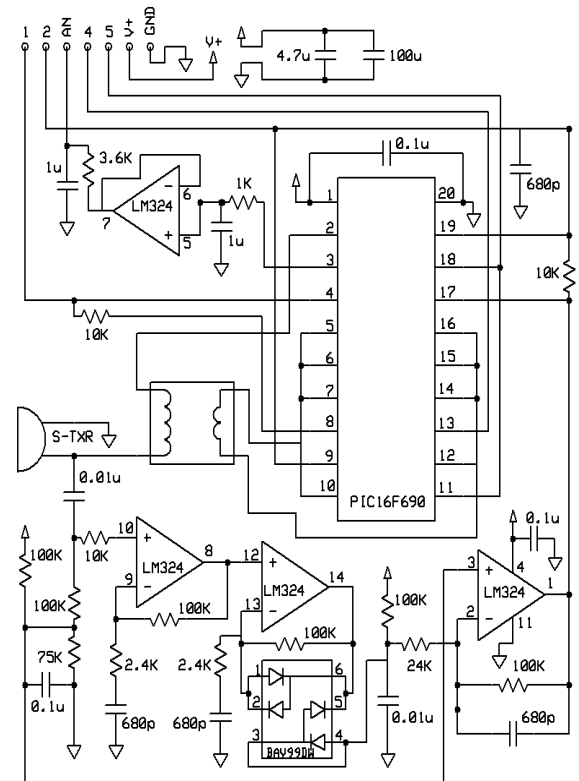 1 2 AN 4 5 V+ GND
V+
4.7u 100u
0.1u
680p
3.6K
1u
LM324
6
5
7
1K
1u
10K
1 20
2 19
3 18
4 17
5 16
6 15
7 14
8 13
9 12
10 11
PIC16F690
10K
S-TXR
0.01u
100K
10K
10
9
8
LM324
100K
100K
75K
0.1u
2.4K
680p
12
13
14
LM324
100K
2.4K
680p
1 6
2 5
3 4
BAV99DW
100K
24K
0.01u
0.1u
3
2
4
11
1
LM324
100K
680p